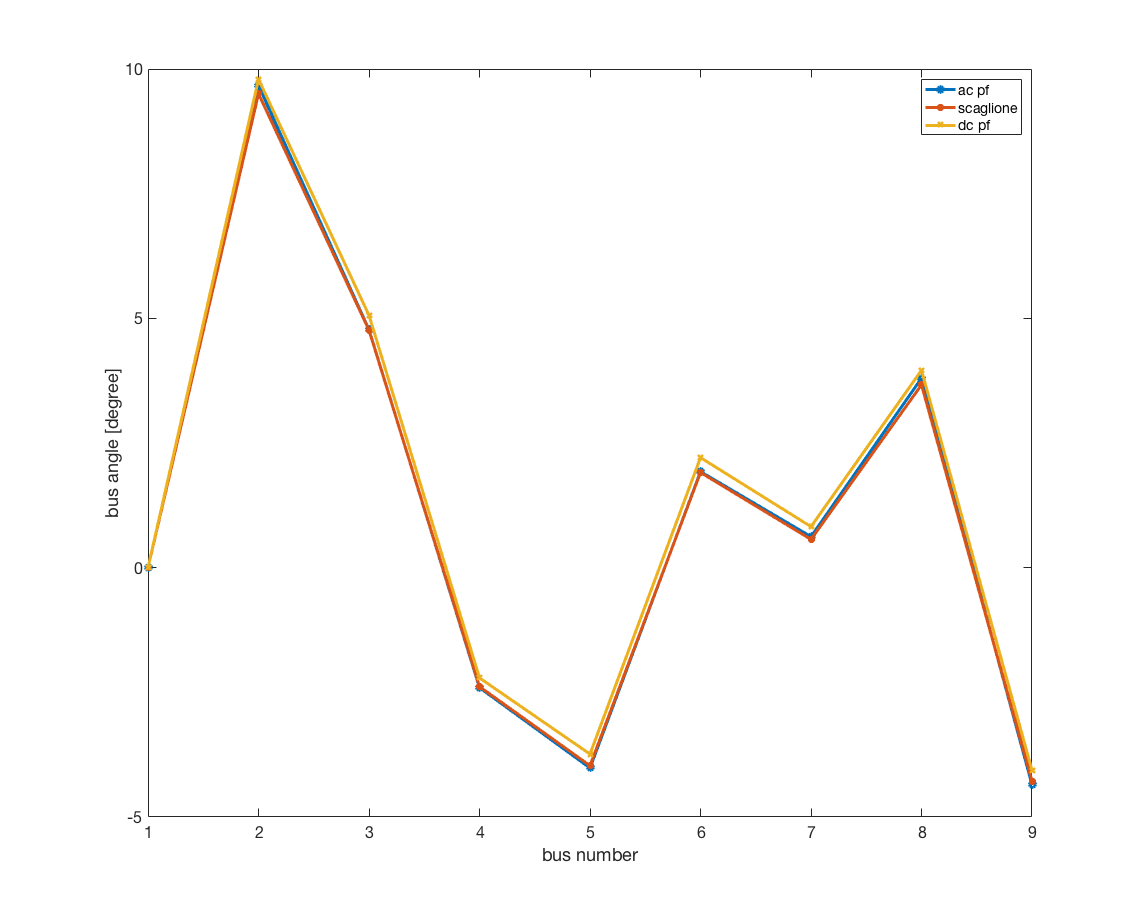 10
5
0
-5
bus angle [degree]
ac pf
scaglione
dc pf
1 2 3 4 5 6 7 8 9
bus number